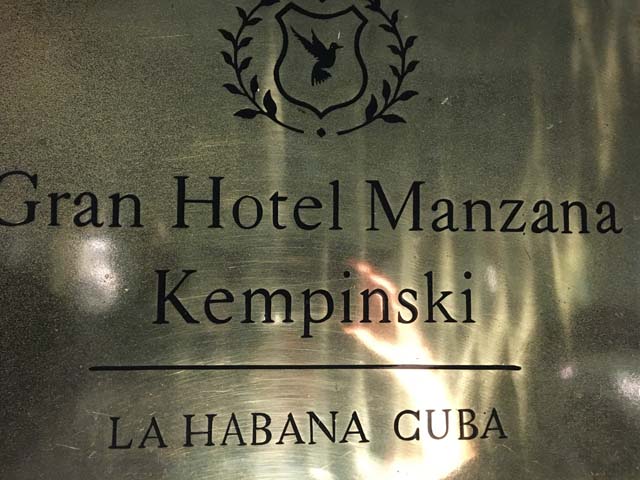 Gran Hotel Manzana
Kempinski
LA HABANA CUBA